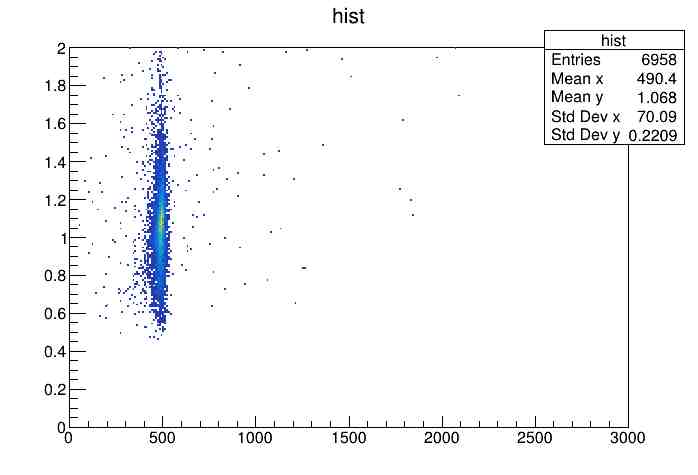 hist
hist
Entries 6958
Mean x 490.4
Mean y 1.068
Std Dev x 70.09
Std Dev y 0.2209
2
1.8
1.6
1.4
1.2
1
0.8
0.6
0.4
0.2
0
0 500 1000 1500 2000 2500 3000